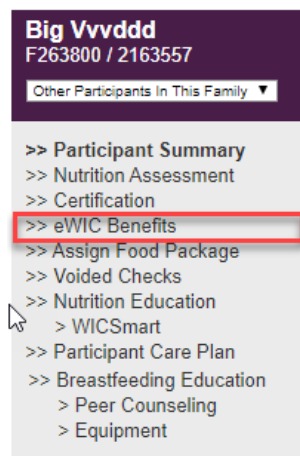 Big Vvvddd
F263800 / 2163557
Other Participants In This Family ▼
>> Participant Summary
>> Nutrition Assessment
>> Certification
>> eWIC Benefits
>> Assign Food Package
>> Voided Checks
>> Nutrition Education
> WICSmart
>> Participant Care Plan
>> Breastfeeding Education
> Peer Counseling
> Equipment